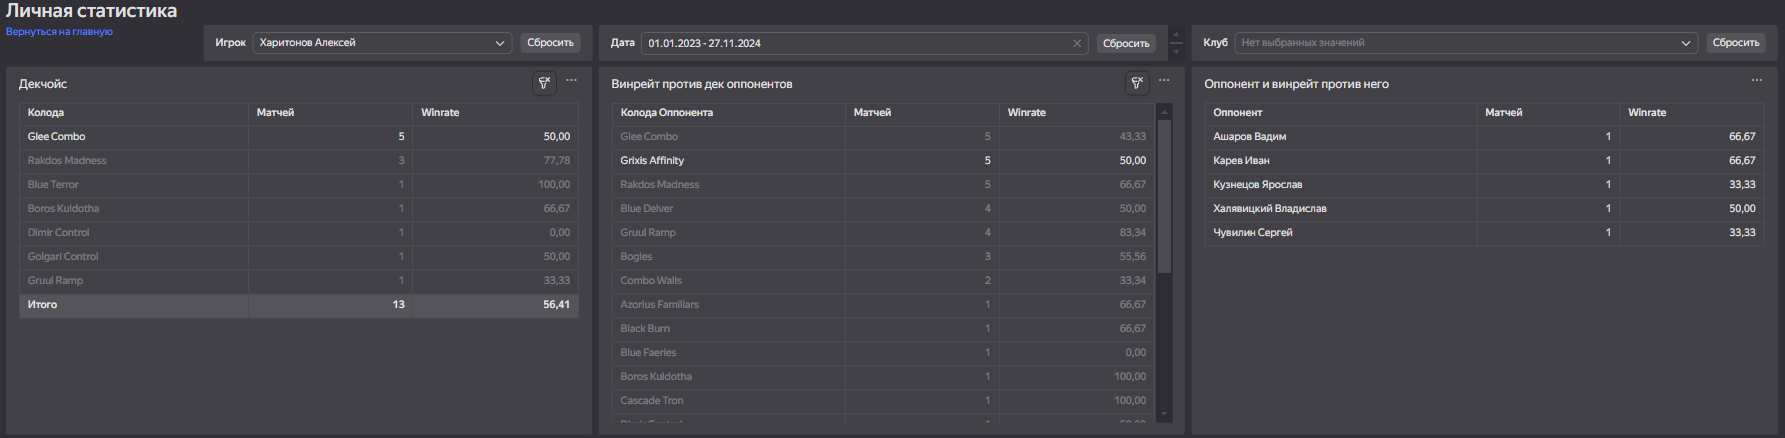 Личная статистика
Вернуться на главную
Игрок Харитонов Алексей Сбросить
Дата 01.01.2023 - 27.11.2024 Сбросить
Клуб Нет выбранных значений Сбросить
Декчойс
Колода Матчей Winrate
Glee Combo 5 50,00
Rakdos Madness 3 77,78
Blue Terror 1 100,00
Boros Kuldotha 1 66,67
Dimir Control 1 0,00
Golgari Control 1 50,00
Gruul Ramp 1 33,33
Итого 13 56,41
Винрейт против дек оппонентов
Колода Оппонента Матчей Winrate
Glee Combo 5 43,33
Grixis Affinity 5 50,00
Rakdos Madness 5 66,67
Blue Delver 4 50,00
Gruul Ramp 4 83,34
Bogles 3 55,56
Combo Walls 2 33,34
Azorius Familiars 1 66,67
Black Burn 1 66,67
Blue Faeries 1 0,00
Boros Kuldotha 1 100,00
Cascade Tron 1 100,00
Оппонент и винрейт против него
Оппонент Матчей Winrate
Ашаров Вадим 1 66,67
Карев Иван 1 66,67
Кузнецов Ярослав 1 33,33
Халявицкий Владислав 1 50,00
Чувилин Сергей 1 33,33